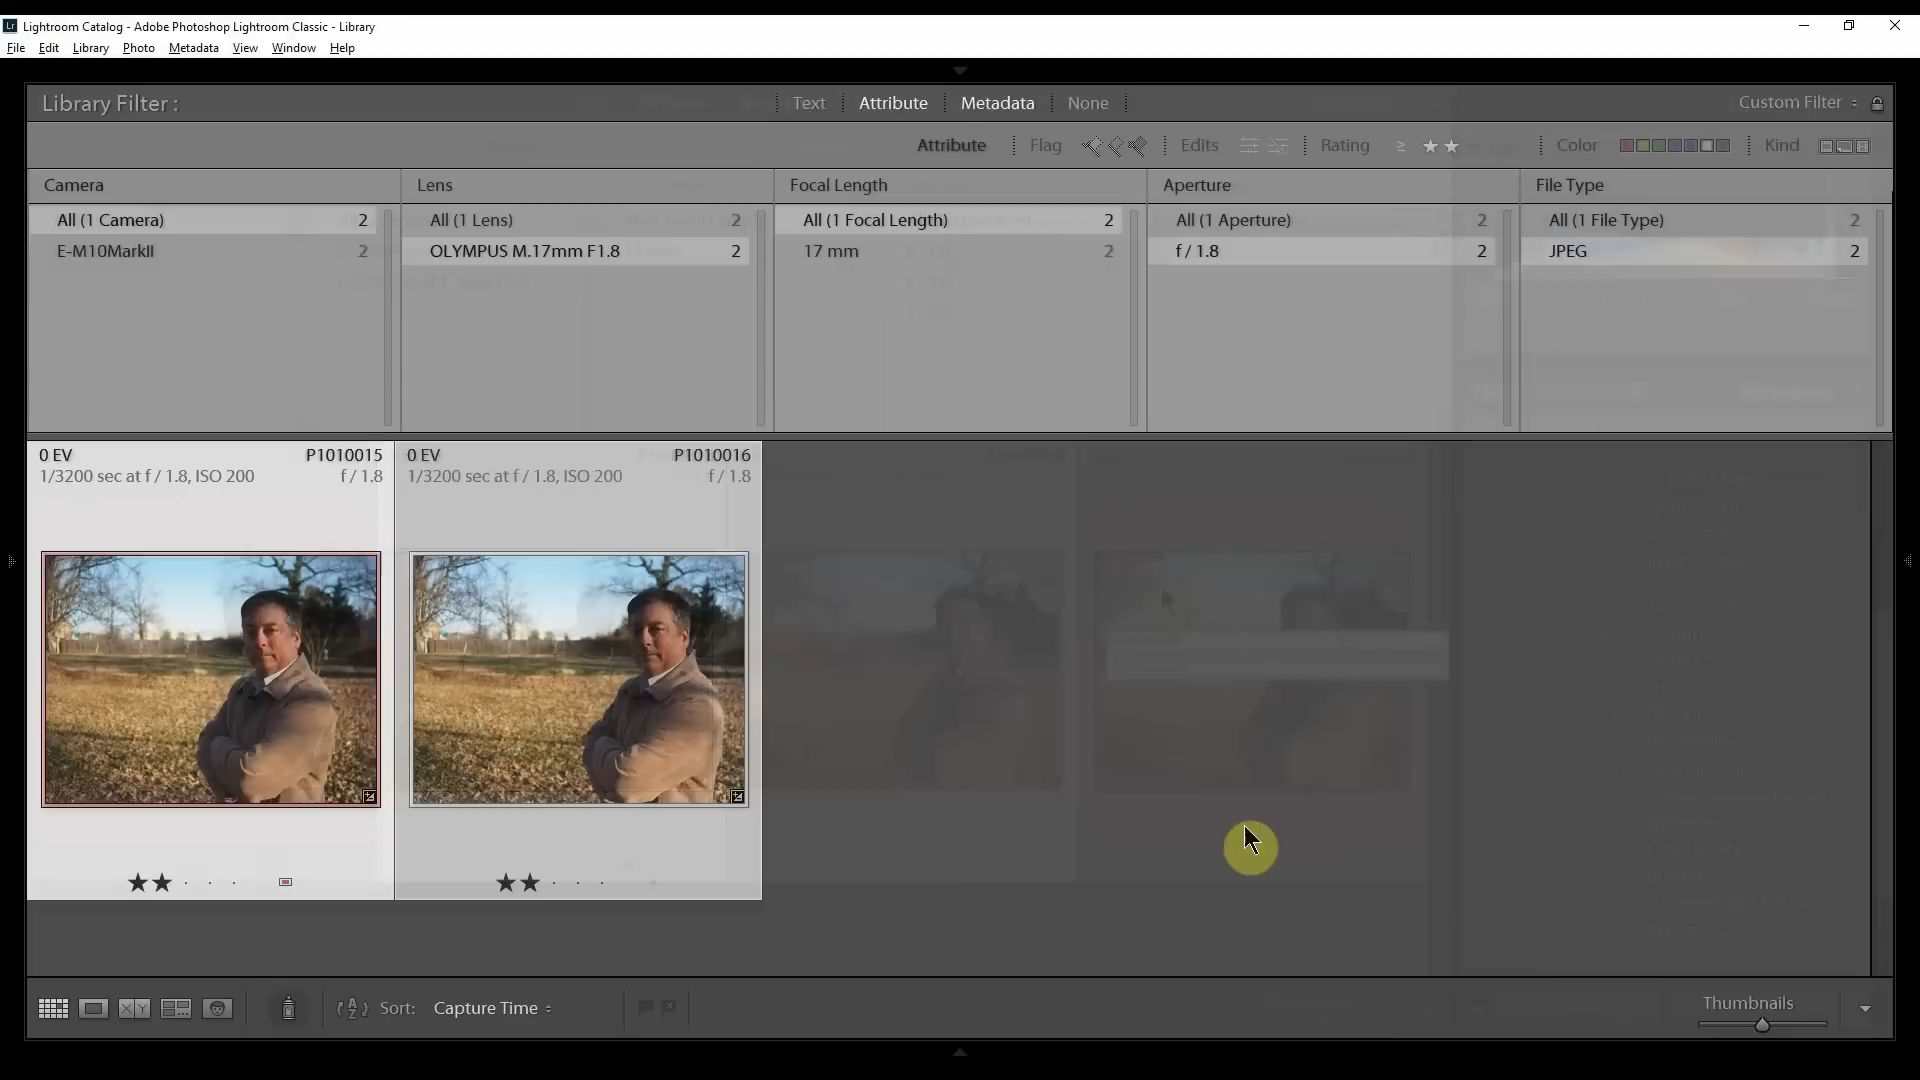 Lr Lightroom Catalog - Adobe Photoshop Lightroom Classic - Library
File Edit Library Photo Metadata View Window Help
Library Filter : Text Attribute Metadata None Custom Filter
Attribute Flag Edits Rating ≥ ★★ Color Kind
Camera Lens Focal Length Aperture File Type
All (1 Camera) 2 All (1 Lens) 2 All (1 Focal Length) 2 All (1 Aperture) 2 All (1 File Type) 2
E-M10MarkII 2 OLYMPUS M.17mm F1.8 2 17 mm 2 f / 1.8 2 JPEG 2
0 EV P1010015 0 EV P1010016
1/3200 sec at f / 1.8, ISO 200 f / 1.8 1/3200 sec at f / 1.8, ISO 200 f / 1.8
XY AZ Sort: Capture Time Thumbnails